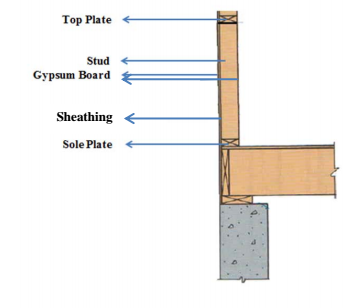 Top Plate
Stud
Gypsum Board
Sheathing
Sole Plate